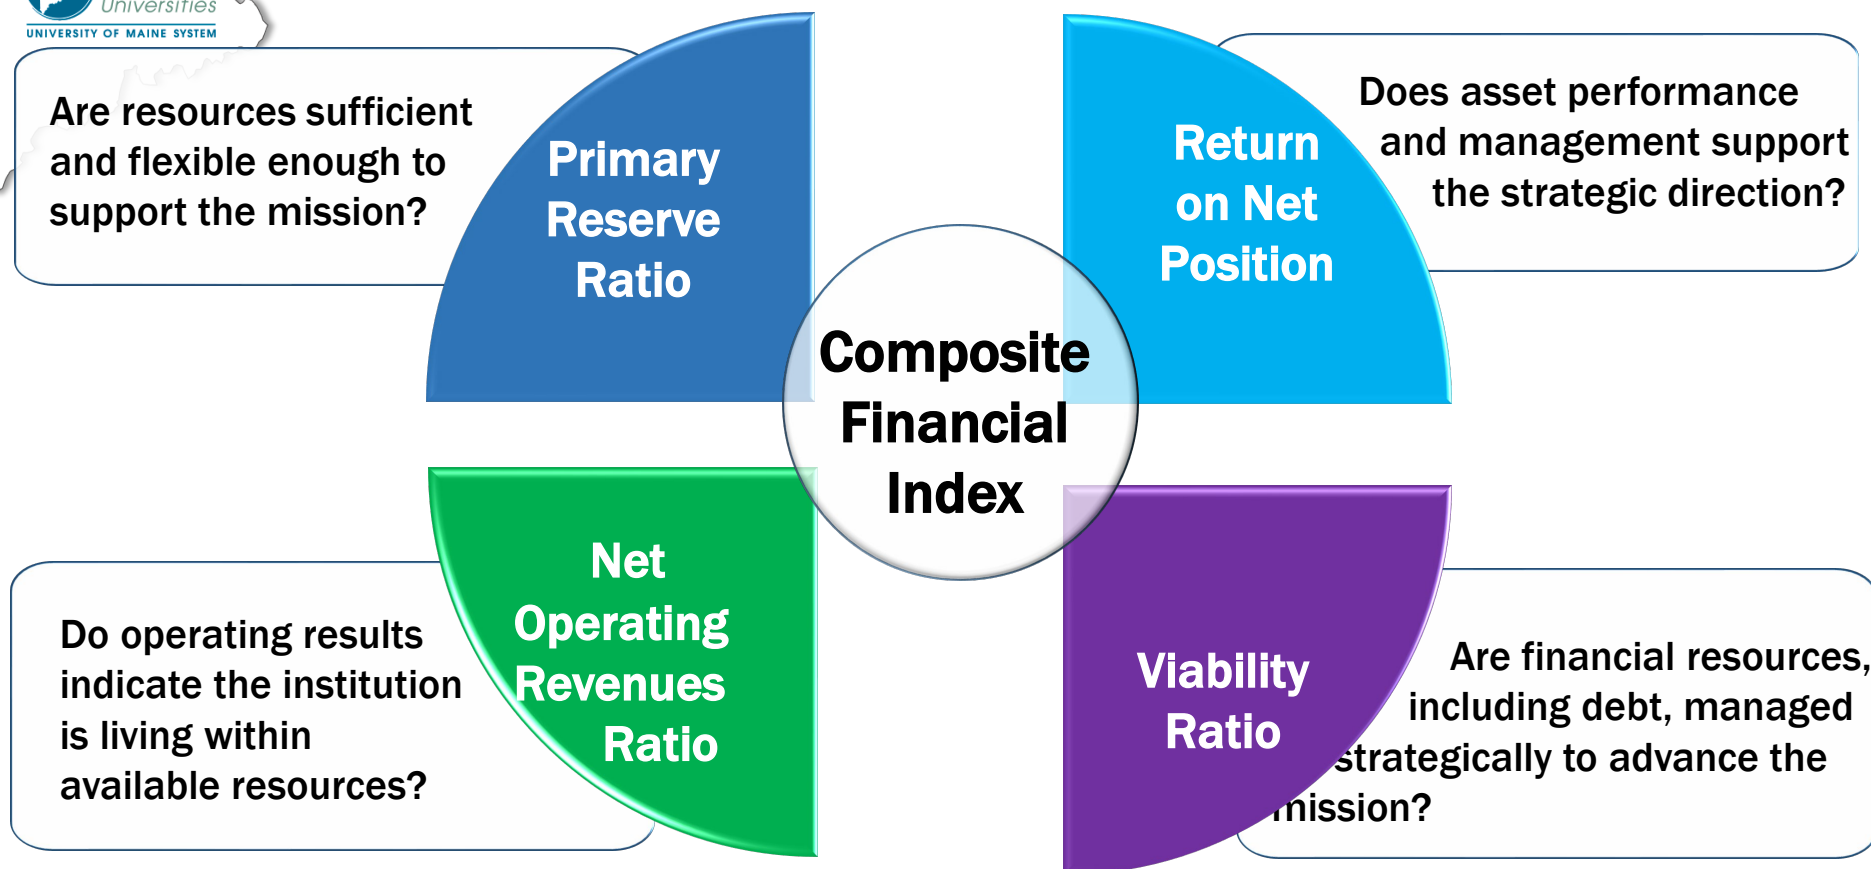 Universities
UNIVERSITY OF MAINE SYSTEM
Are resources sufficient
and flexible enough to
support the mission?
Primary
Reserve
Ratio
Return
on Net
Position
Does asset performance
and management support
the strategic direction?
Composite
Financial
Index
Do operating results
indicate the institution
is living within
available resources?
Net
Operating
Revenues
Ratio
Viability
Ratio
Are financial resources,
including debt, managed
strategically to advance the
mission?